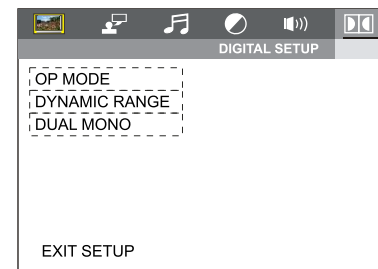 DIGITAL SETUP
OP MODE
DYNAMIC RANGE
DUAL MONO
EXIT SETUP